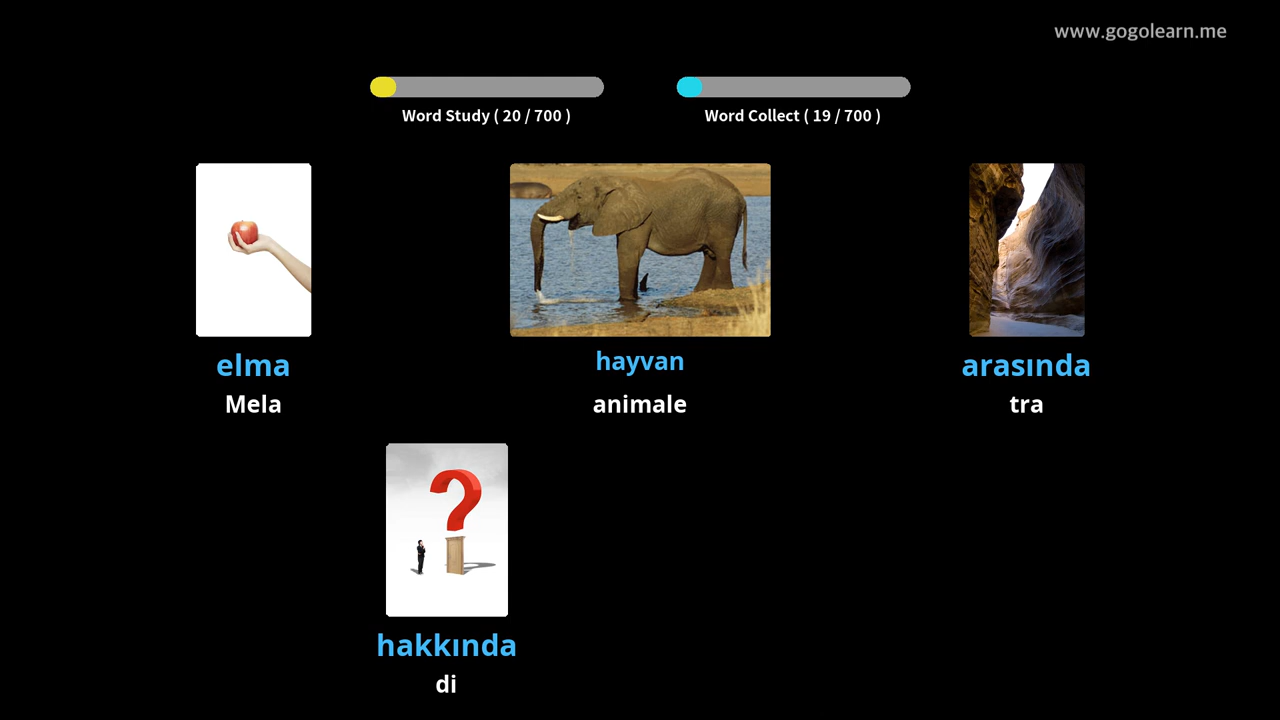 www.gogolearn.me
Word Study ( 20 / 700 )
Word Collect ( 19 / 700 )
elma
Mela
hayvan
animale
arasında
tra
hakkında
di